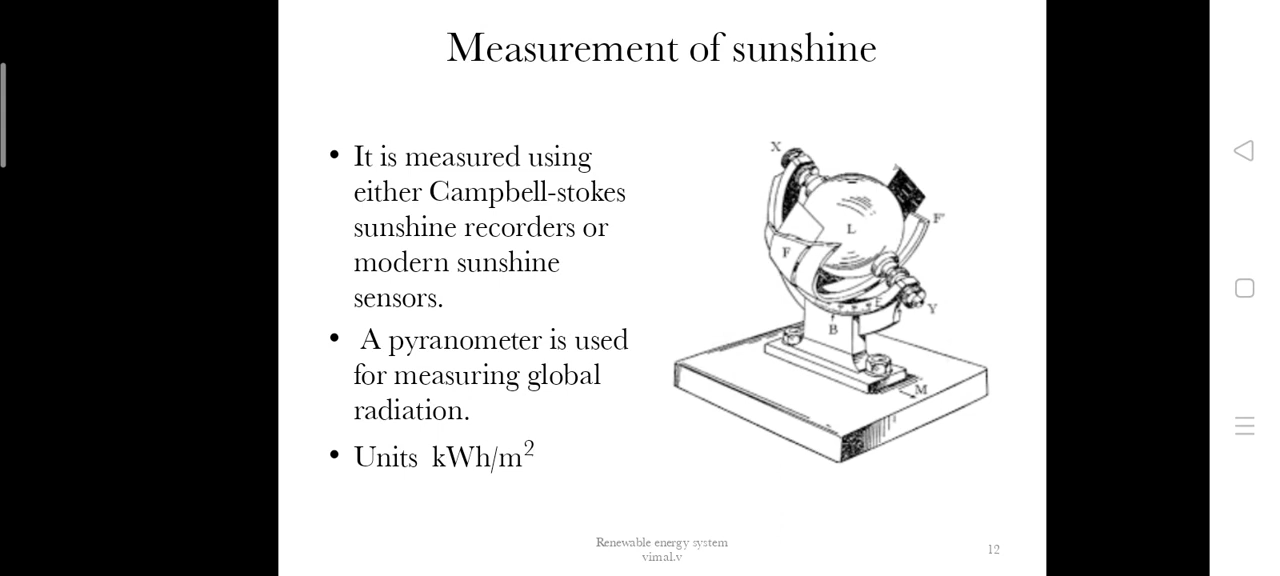 Measurement of sunshine
• It is measured using
either Campbell-stokes
sunshine recorders or
modern sunshine
sensors.
• A pyranometer is used
for measuring global
radiation.
• Units kWh/m²
X
L
F'
F
E
Y
B
M
Renewable energy system
vimal.v
12